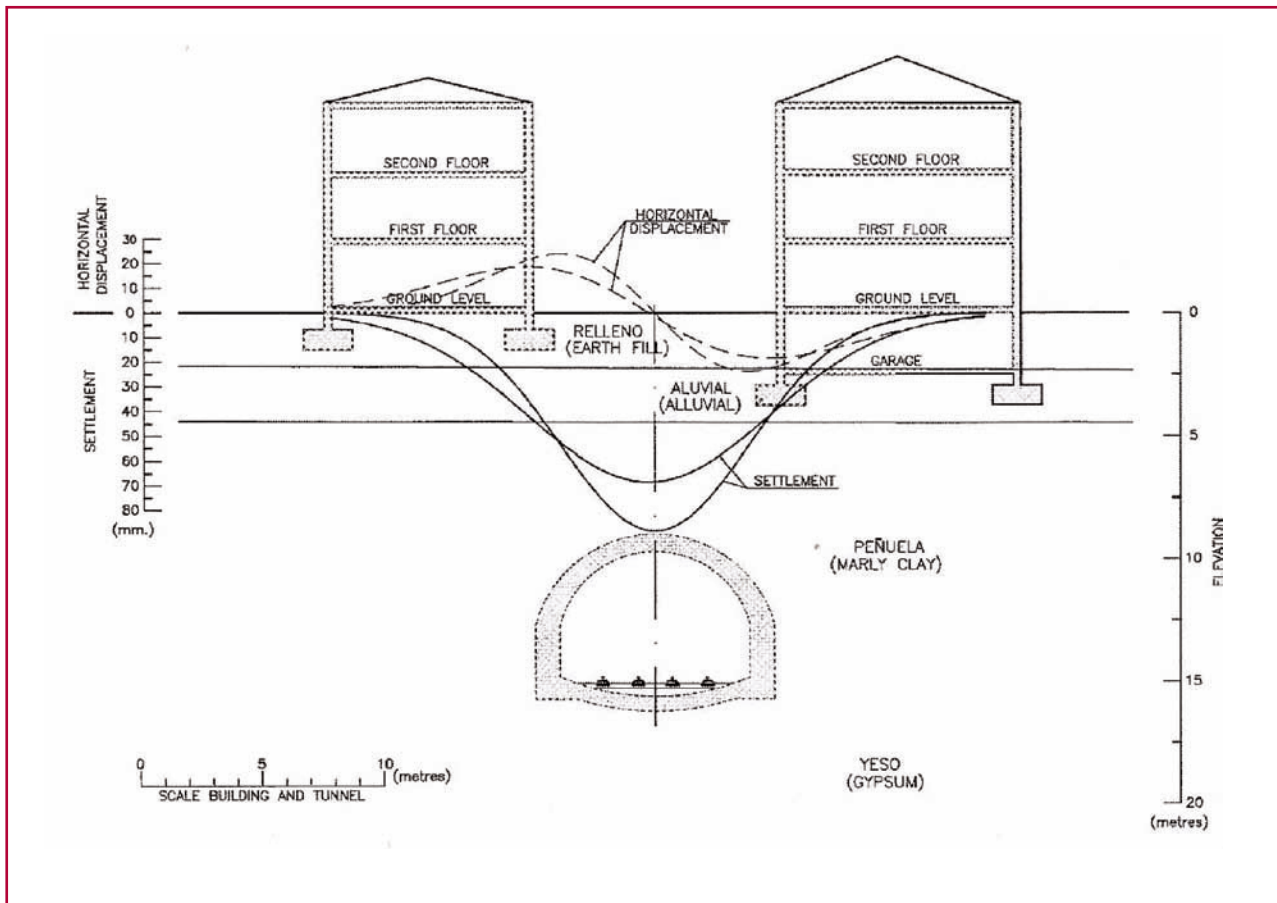 SECOND FLOOR
SECOND FLOOR
HORIZONTAL
DISPLACEMENT
HORIZONTAL
DISPLACEMENT
30
20
10
0
FIRST FLOOR
FIRST FLOOR
GROUND LEVEL
GROUND LEVEL
0
RELLENO
(EARTH FILL)
SETTLEMENT
10
20
30
40
50
60
70
80
(mm.)
GARAGE
ALUVIAL
(ALLUVIAL)
SETTLEMENT
PEÑUELA
(MARLY CLAY)
ELEVATION
5
10
15
20
(metres)
YESO
(GYPSUM)
0 5 10 (metres)
SCALE BUILDING AND TUNNEL